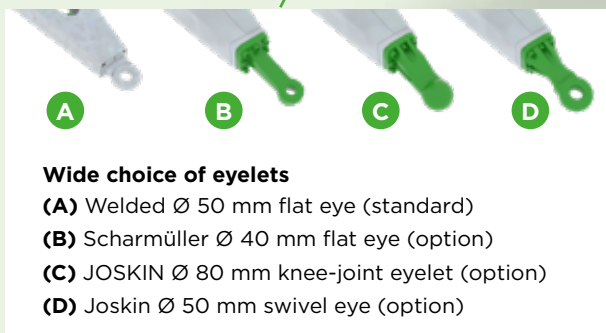 A B C D
Wide choice of eyelets
(A) Welded Ø 50 mm flat eye (standard)
(B) Scharmüller Ø 40 mm flat eye (option)
(C) JOSKIN Ø 80 mm knee-joint eyelet (option)
(D) Joskin Ø 50 mm swivel eye (option)